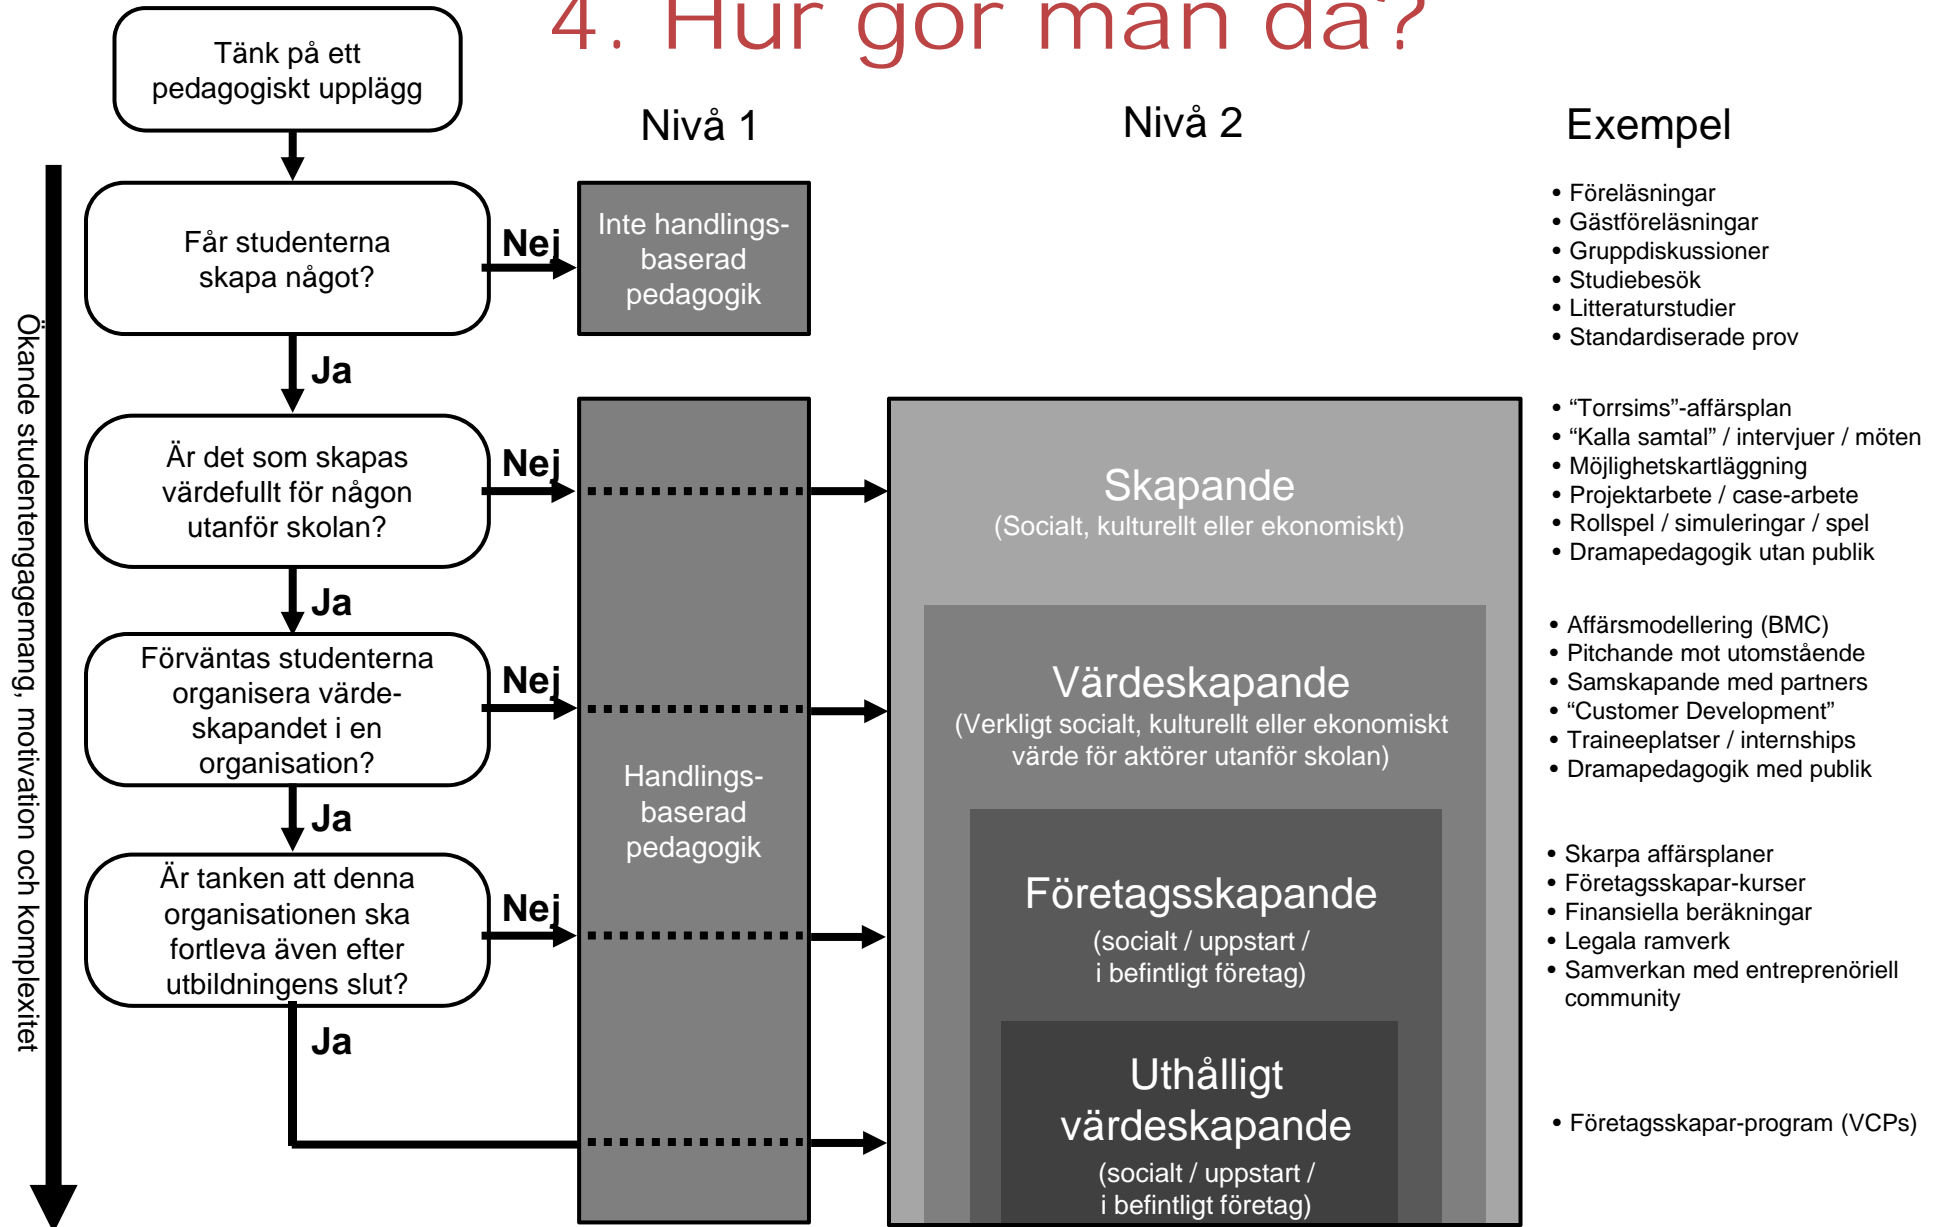 4. Hur gör man då?
Tänk på ett
pedagogiskt upplägg
Nivå 1
Nivå 2
Exempel
Ökande studentengagemang, motivation och komplexitet
Får studenterna
skapa något?
Nej
Inte handlings-
baserad
pedagogik
• Föreläsningar
• Gästföreläsningar
• Gruppdiskussioner
• Studiebesök
• Litteraturstudier
• Standardiserade prov
Ja
Är det som skapas
värdefullt för någon
utanför skolan?
Nej
Skapande
(Socialt, kulturellt eller ekonomiskt)
• “Torrsims”-affärsplan
• “Kalla samtal” / intervjuer / möten
• Möjlighetskartläggning
• Projektarbete / case-arbete
• Rollspel / simuleringar / spel
• Dramapedagogik utan publik
Ja
Förväntas studenterna
organisera värde-
skapandet i en
organisation?
Nej
Handlings-
baserad
pedagogik
Värdeskapande
(Verkligt socialt, kulturellt eller ekonomiskt
värde för aktörer utanför skolan)
• Affärsmodellering (BMC)
• Pitchande mot utomstående
• Samskapande med partners
• “Customer Development”
• Traineeplatser / internships
• Dramapedagogik med publik
Ja
Är tanken att denna
organisationen ska
fortleva även efter
utbildningens slut?
Nej
Företagsskapande
(socialt / uppstart /
i befintligt företag)
• Skarpa affärsplaner
• Företagsskapar-kurser
• Finansiella beräkningar
• Legala ramverk
• Samverkan med entreprenöriell
community
Ja
Uthålligt
värdeskapande
(socialt / uppstart /
i befintligt företag)
• Företagsskapar-program (VCPs)